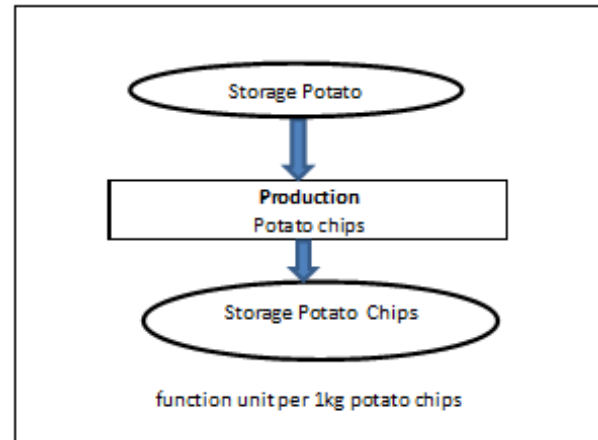 Storage Potato
Production
Potato chips
Storage Potato Chips
function unit per 1kg potato chips